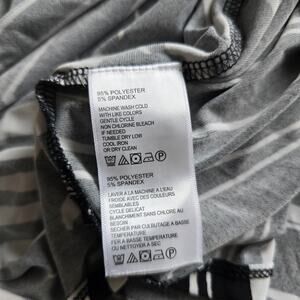 95% POLYESTER
5% SPANDEX
MACHINE WASH COLD
WITH LIKE COLORS
GENTLE CYCLE
NON CHLORINE BLEACH
IF NEEDED
TUMBLE DRY LOW
COOL IRON
OR DRY CLEAN
95% POLYESTER
5% SPANDEX
LAVER A LA MACHINE A L'EAU
FROIDE AVEC DES COULEURS
SEMBLABLES
CYCLE DELICAT
BLANCHIMENT SANS CHLORE AU
BESOIN
SECHER PAR CULBUTAGE A BASSE
TEMPERATURE
FER A BASSE TEMPERATURE
OU NETTOYER A SEC